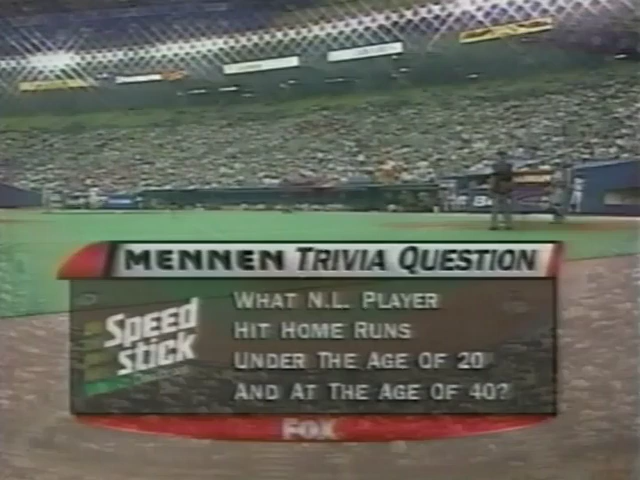 MENNEN TRIVIA QUESTION
Speed
stick
WHAT N.L. PLAYER
HIT HOME RUNS
UNDER THE AGE OF 20
AND AT THE AGE OF 40?
FOX